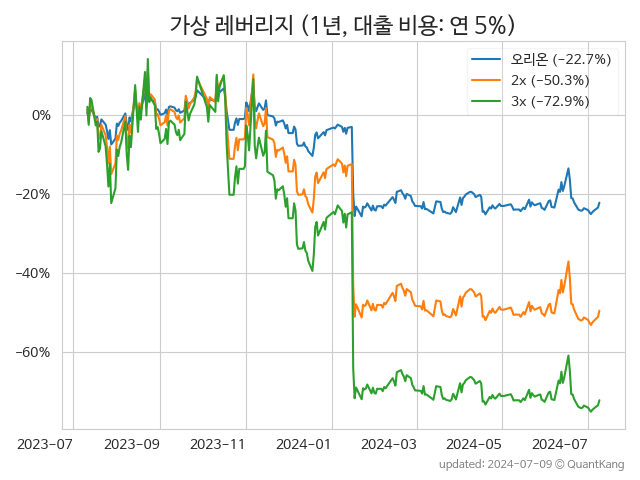 가상 레버리지 (1년, 대출 비용: 연 5%)
오리온 (−22.7%)
2x (−50.3%)
3x (−72.9%)
0%
−20%
−40%
−60%
2023-07 2023-09 2023-11 2024-01 2024-03 2024-05 2024-07
updated: 2024-07-09 © QuantKang